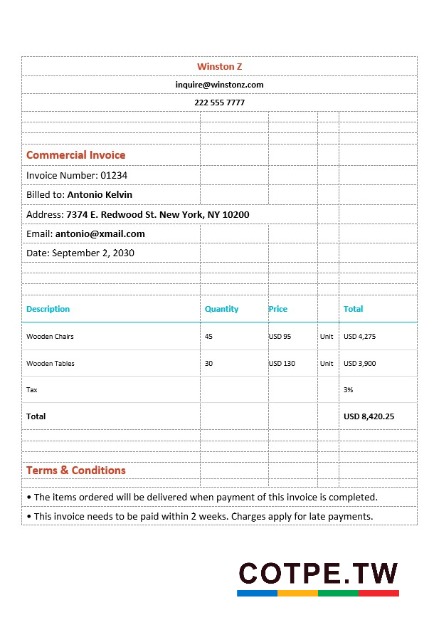 Winston Z
inquire@winstonz.com
222 555 7777
Commercial Invoice
Invoice Number: 01234
Billed to: Antonio Kelvin
Address: 7374 E. Redwood St. New York, NY 10200
Email: antonio@xmail.com
Date: September 2, 2030
Description Quantity Price Total
Wooden Chairs 45 USD 95 Unit USD 4,275
Wooden Tables 30 USD 130 Unit USD 3,900
Tax 3%
Total USD 8,420.25
Terms & Conditions
• The items ordered will be delivered when payment of this invoice is completed.
• This invoice needs to be paid within 2 weeks. Charges apply for late payments.
COTPE.TW